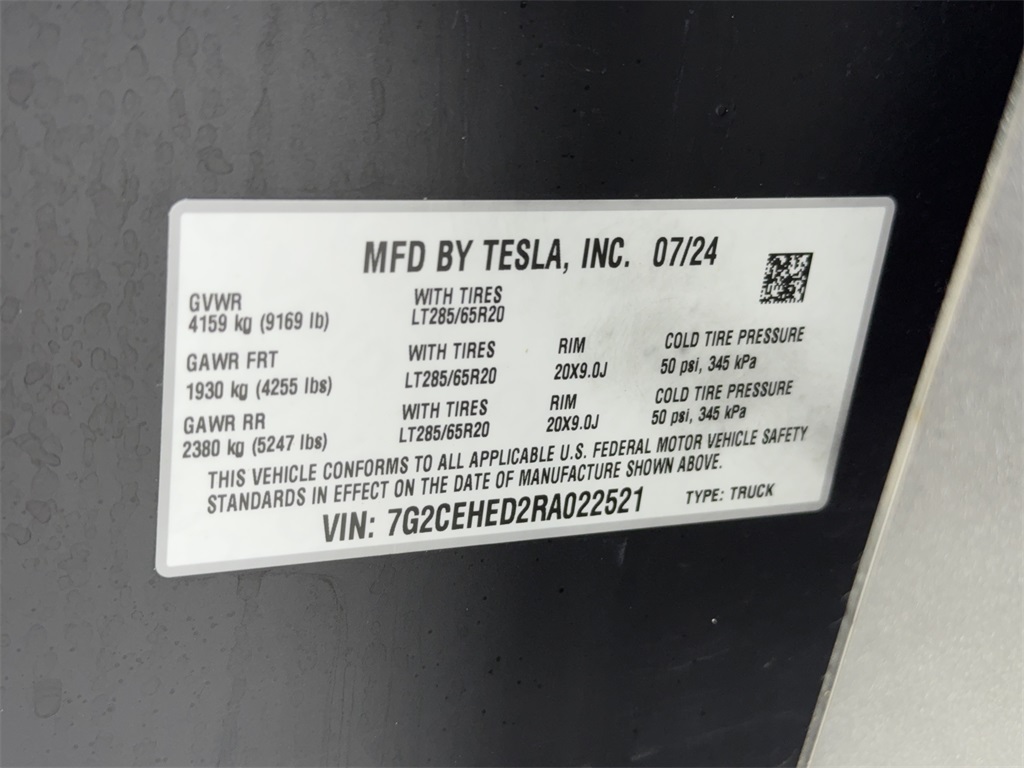 MFD BY TESLA, INC. 07/24
GVWR WITH TIRES
4159 kg (9169 lb) LT285/65R20
GAWR FRT WITH TIRES RIM COLD TIRE PRESSURE
1930 kg (4255 lbs) LT285/65R20 20X9.0J 50 psi, 345 kPa
GAWR RR WITH TIRES RIM COLD TIRE PRESSURE
2380 kg (5247 lbs) LT285/65R20 20X9.0J 50 psi, 345 kPa
THIS VEHICLE CONFORMS TO ALL APPLICABLE U.S. FEDERAL MOTOR VEHICLE SAFETY
STANDARDS IN EFFECT ON THE DATE OF MANUFACTURE SHOWN ABOVE.
VIN: 7G2CEHED2RA022521 TYPE: TRUCK